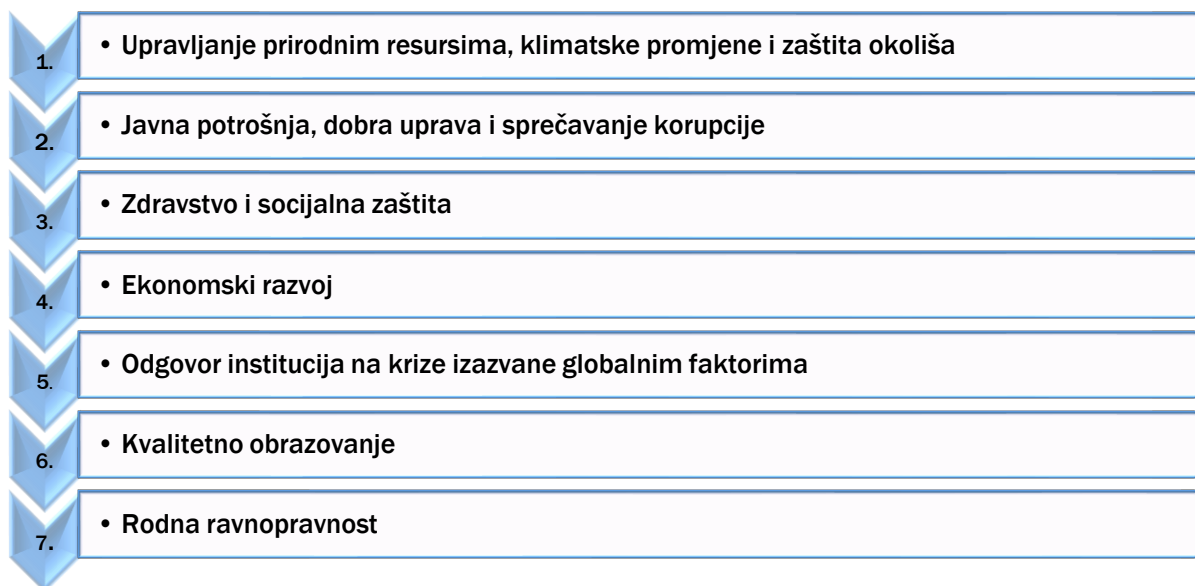 1. • Upravljanje prirodnim resursima, klimatske promjene i zaštita okoliša
2. • Javna potrošnja, dobra uprava i sprečavanje korupcije
3. • Zdravstvo i socijalna zaštita
4. • Ekonomski razvoj
5. • Odgovor institucija na krize izazvane globalnim faktorima
6. • Kvalitetno obrazovanje
7. • Rodna ravnopravnost